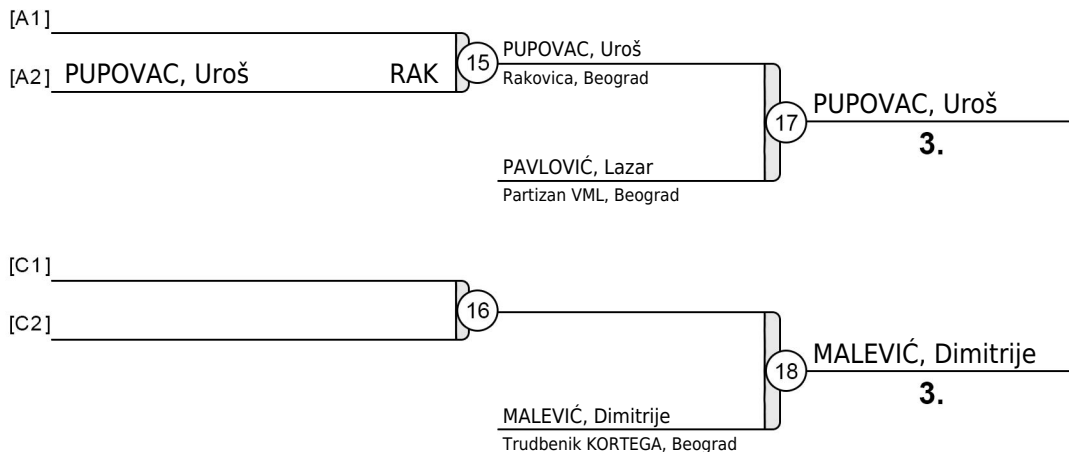 [A1]
[A2] PUPOVAC, Uroš RAK
15
PUPOVAC, Uroš
Rakovica, Beograd
17
PUPOVAC, Uroš
3.
PAVLOVIĆ, Lazar
Partizan VML, Beograd
[C1]
[C2]
16
18
MALEVIĆ, Dimitrije
3.
MALEVIĆ, Dimitrije
Trudbenik KORTEGA, Beograd